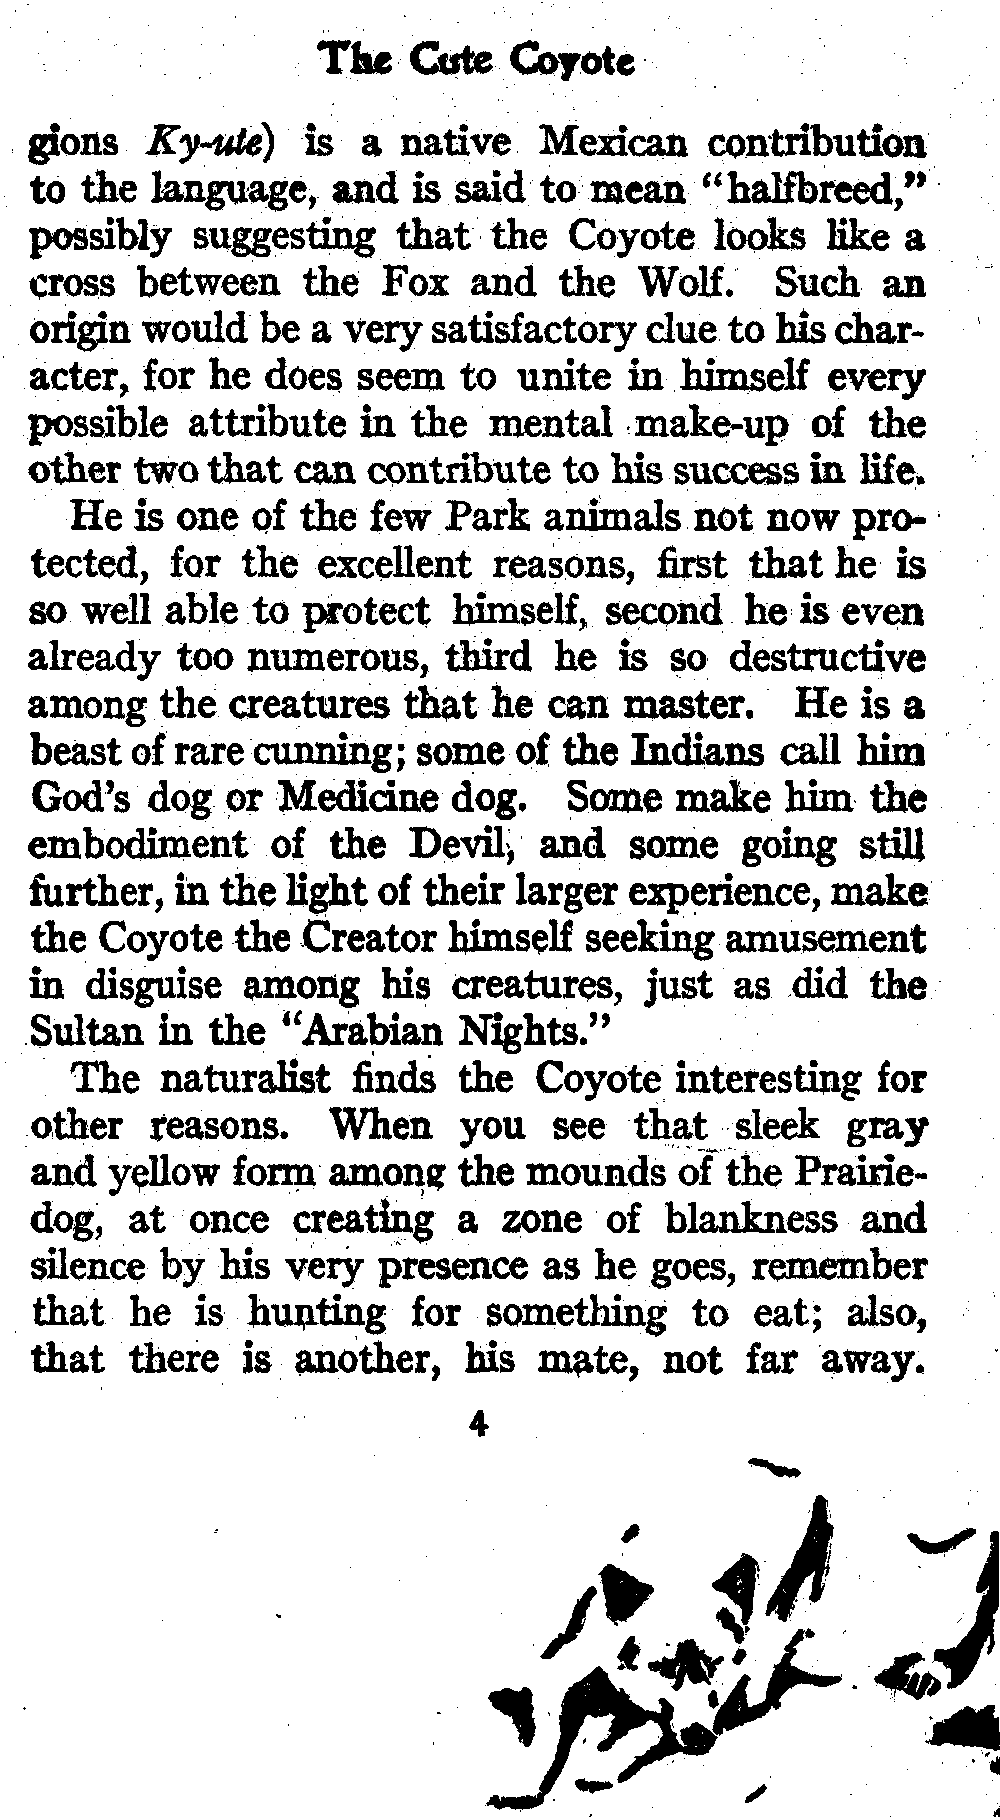 The Cute Coyote
gions Ky-ute) is a native Mexican contribution
to the language, and is said to mean “halfbreed,”
possibly suggesting that the Coyote looks like a
cross between the Fox and the Wolf. Such an
origin would be a very satisfactory clue to his char-
acter, for he does seem to unite in himself every
possible attribute in the mental make-up of the
other two that can contribute to his success in life.
He is one of the few Park animals not now pro-
tected, for the excellent reasons, first that he is
so well able to protect himself, second he is even
already too numerous, third he is so destructive
among the creatures that he can master. He is a
beast of rare cunning; some of the Indians call him
God’s dog or Medicine dog. Some make him the
embodiment of the Devil, and some going still
further, in the light of their larger experience, make
the Coyote the Creator himself seeking amusement
in disguise among his creatures, just as did the
Sultan in the “Arabian Nights.”
The naturalist finds the Coyote interesting for
other reasons. When you see that sleek gray
and yellow form among the mounds of the Prairie-
dog, at once creating a zone of blankness and
silence by his very presence as he goes, remember
that he is hunting for something to eat; also,
that there is another, his mate, not far away.
4